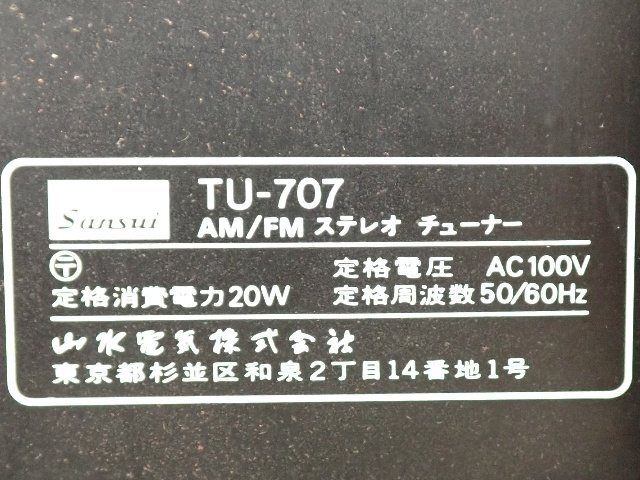 Sansui
TU-707
AM/FM ステレオ チューナー
〒 定格電圧 AC100V
定格消費電力20W 定格周波数50/60Hz
山水電気株式会社
東京都杉並区和泉2丁目14番地1号